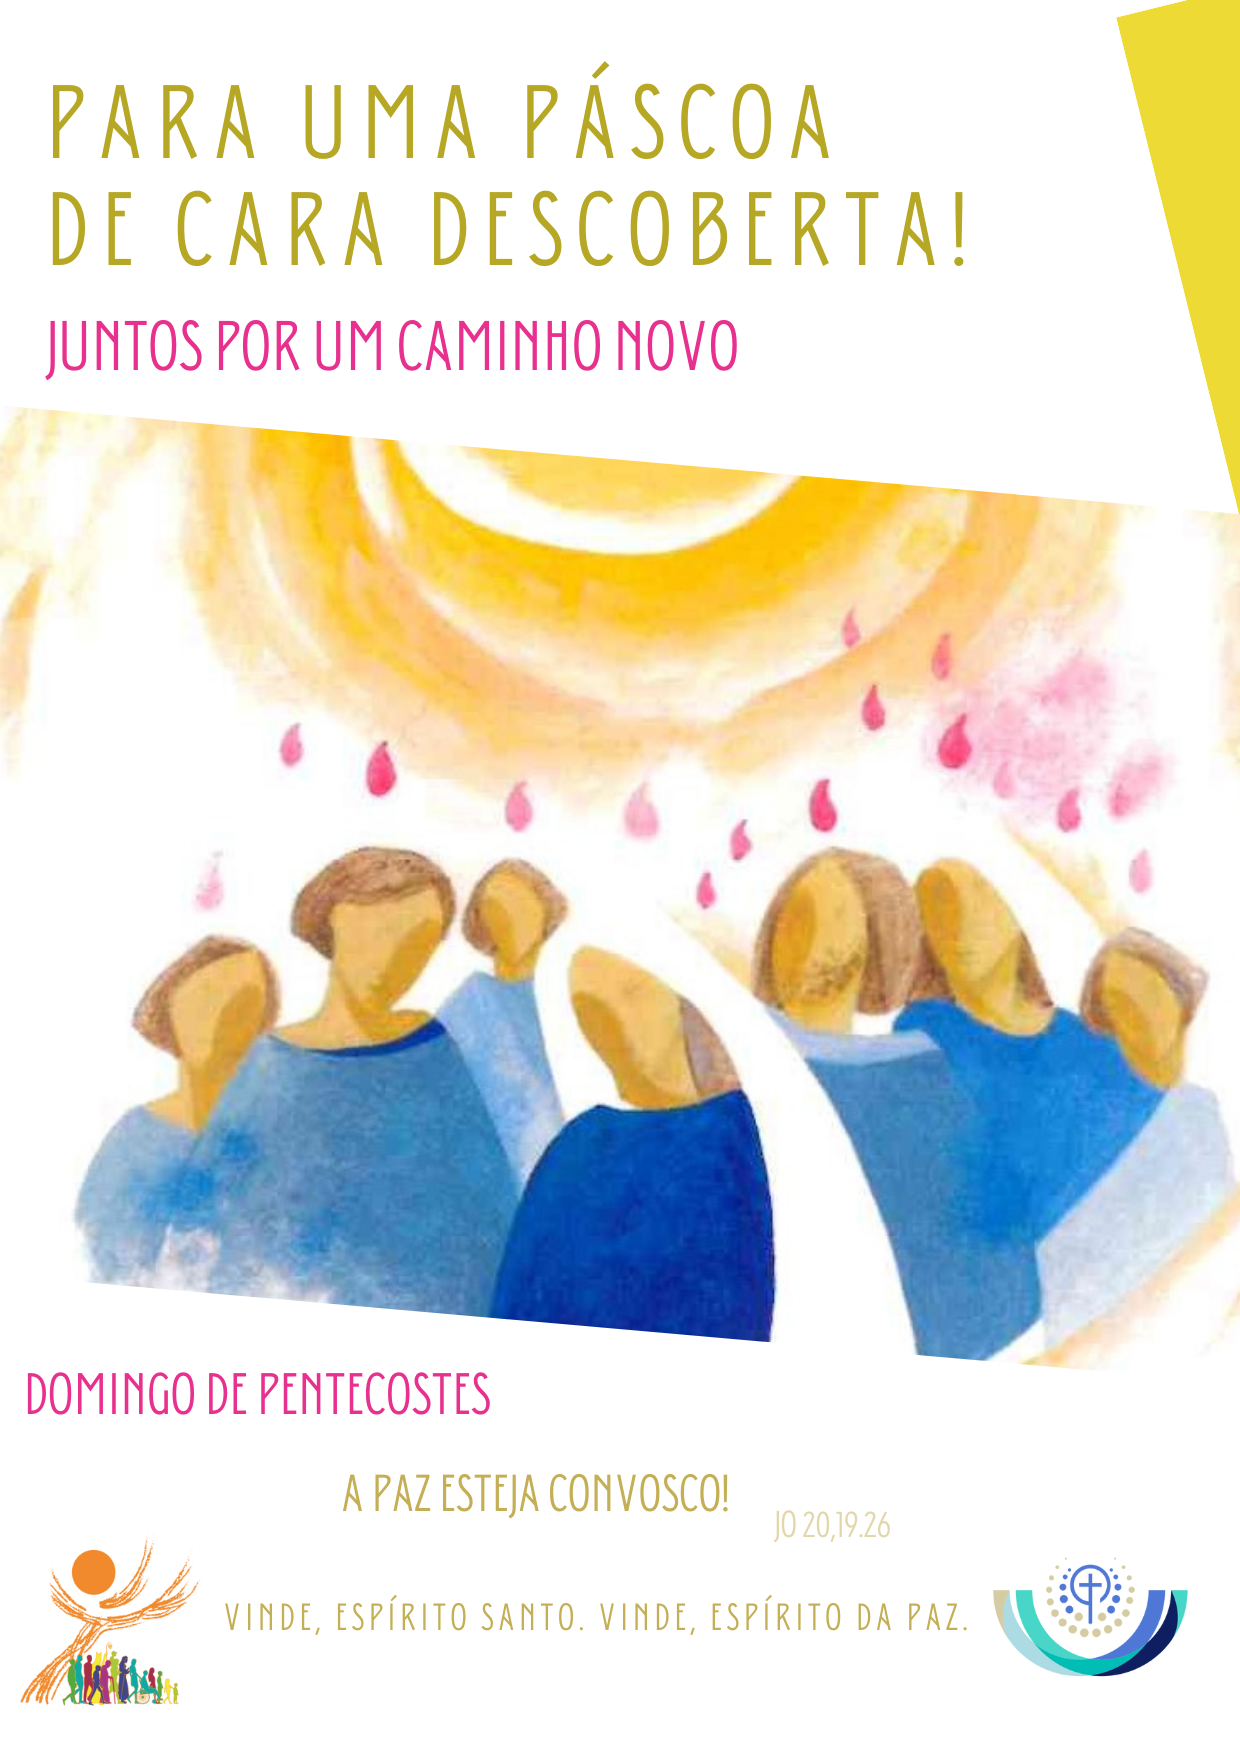 PARA UMA PÁSCOA
DE CARA DESCOBERTA!
JUNTOS POR UM CAMINHO NOVO
DOMINGO DE PENTECOSTES
A PAZ ESTEJA CONVOSCO!
JO 20,19.26
VINDE, ESPÍRITO SANTO. VINDE, ESPÍRITO DA PAZ.